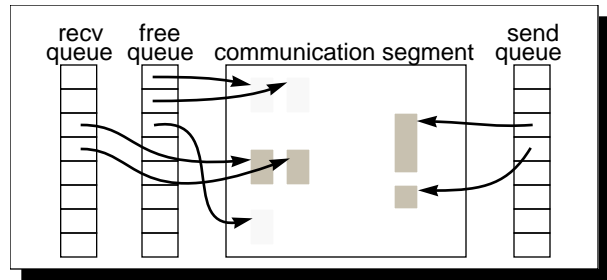 recv queue
free queue
communication segment
send queue